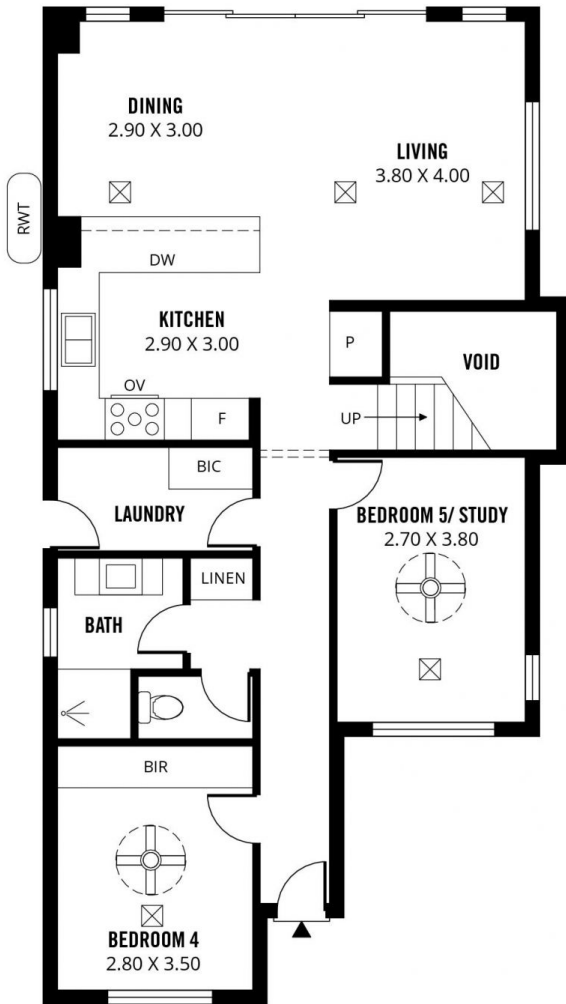 DINING
2.90 X 3.00
LIVING
3.80 X 4.00
RWT
DW
KITCHEN
2.90 X 3.00
P
VOID
OV
F
UP
BIC
LAUNDRY
BEDROOM 5/ STUDY
2.70 X 3.80
LINEN
BATH
BIR
BEDROOM 4
2.80 X 3.50